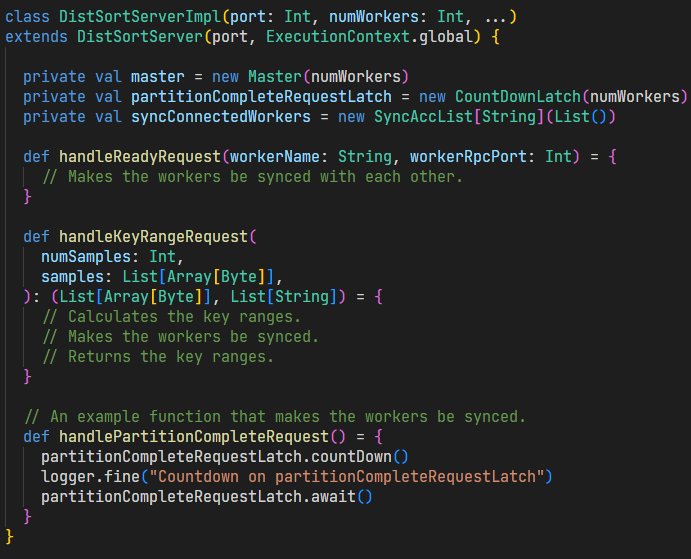 class DistSortServerImpl(port: Int, numWorkers: Int, ...)
extends DistSortServer(port, ExecutionContext.global) {
  private val master = new Master(numWorkers)
  private val partitionCompleteRequestLatch = new CountDownLatch(numWorkers)
  private val syncConnectedWorkers = new SyncAccList[String](List())
  def handleReadyRequest(workerName: String, workerRpcPort: Int) = {
    // Makes the workers be synced with each other.
  }
  def handleKeyRangeRequest(
    numSamples: Int,
    samples: List[Array[Byte]],
  ): (List[Array[Byte]], List[String]) = {
    // Calculates the key ranges.
    // Makes the workers be synced.
    // Returns the key ranges.
  }
  // An example function that makes the workers be synced.
  def handlePartitionCompleteRequest() = {
    partitionCompleteRequestLatch.countDown()
    logger.fine("Countdown on partitionCompleteRequestLatch")
    partitionCompleteRequestLatch.await()
  }
}